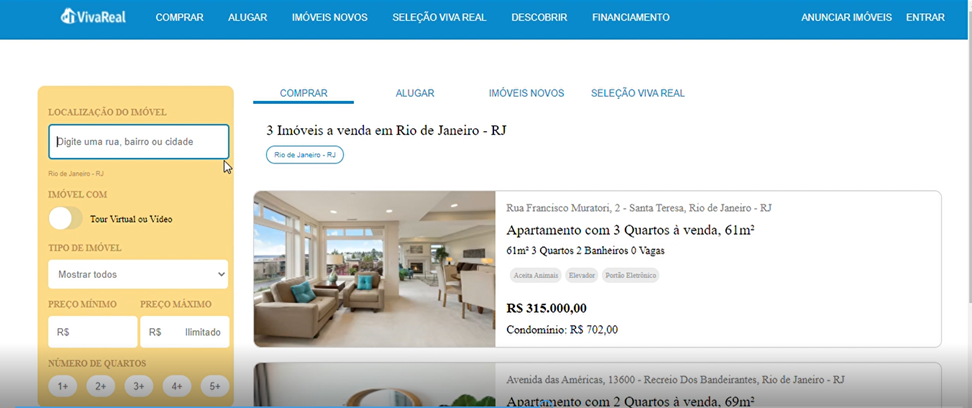 VivaReal COMPRAR ALUGAR IMÓVEIS NOVOS SELEÇÃO VIVA REAL DESCOBRIR FINANCIAMENTO ANUNCIAR IMÓVEIS ENTRAR
LOCALIZAÇÃO DO IMÓVEL
Digite uma rua, bairro ou cidade
Rio de Janeiro - RJ
IMÓVEL COM
Tour Virtual ou Vídeo
TIPO DE IMÓVEL
Mostrar todos
PREÇO MÍNIMO PREÇO MÁXIMO
R$ R$ Ilimitado
NÚMERO DE QUARTOS
1+ 2+ 3+ 4+ 5+
COMPRAR ALUGAR IMÓVEIS NOVOS SELEÇÃO VIVA REAL
3 Imóveis a venda em Rio de Janeiro - RJ
Rio de Janeiro - RJ
Rua Francisco Muratori, 2 - Santa Teresa, Rio de Janeiro - RJ
Apartamento com 3 Quartos à venda, 61m²
61m² 3 Quartos 2 Banheiros 0 Vagas
Aceita Animais Elevador Portão Eletrônico
R$ 315.000,00
Condomínio: R$ 702,00
Avenida das Américas, 13600 - Recreio Dos Bandeirantes, Rio de Janeiro - RJ
Apartamento com 2 Quartos à venda, 69m²